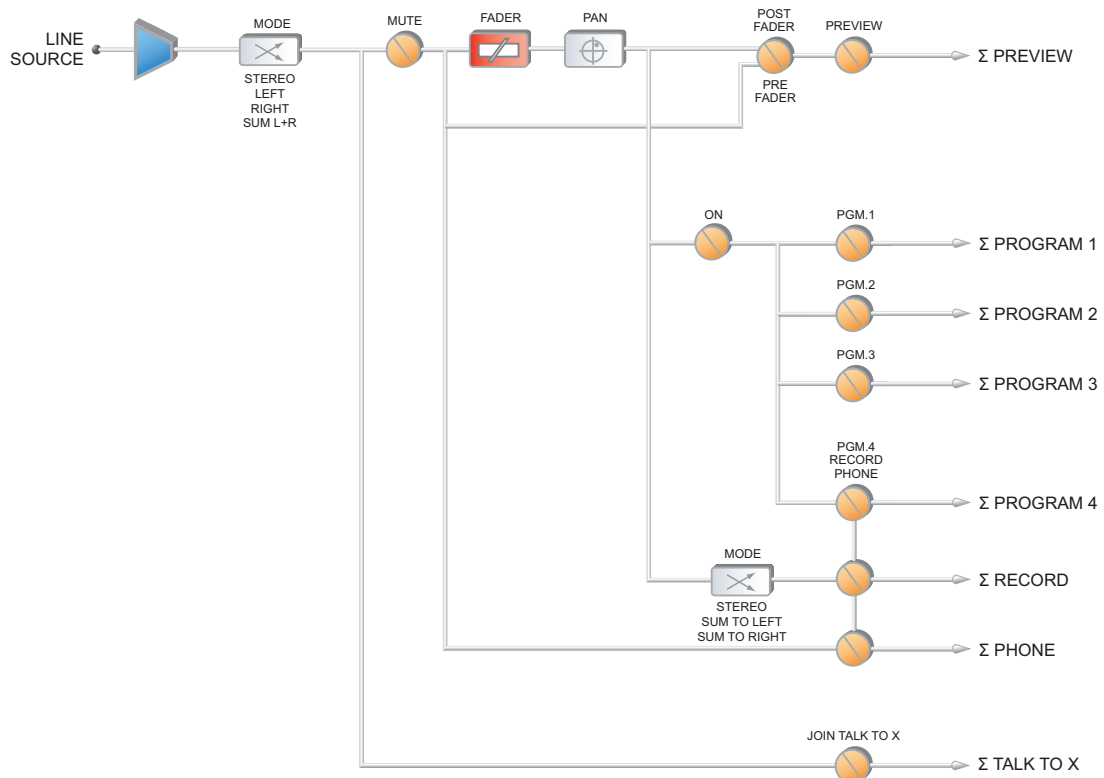 LINE
SOURCE
MODE
STEREO
LEFT
RIGHT
SUM L+R
MUTE
FADER
PAN
POST
FADER
PRE
FADER
PREVIEW
Σ PREVIEW
ON
PGM.1
Σ PROGRAM 1
PGM.2
Σ PROGRAM 2
PGM.3
Σ PROGRAM 3
PGM.4
RECORD
PHONE
Σ PROGRAM 4
MODE
STEREO
SUM TO LEFT
SUM TO RIGHT
Σ RECORD
Σ PHONE
JOIN TALK TO X
Σ TALK TO X